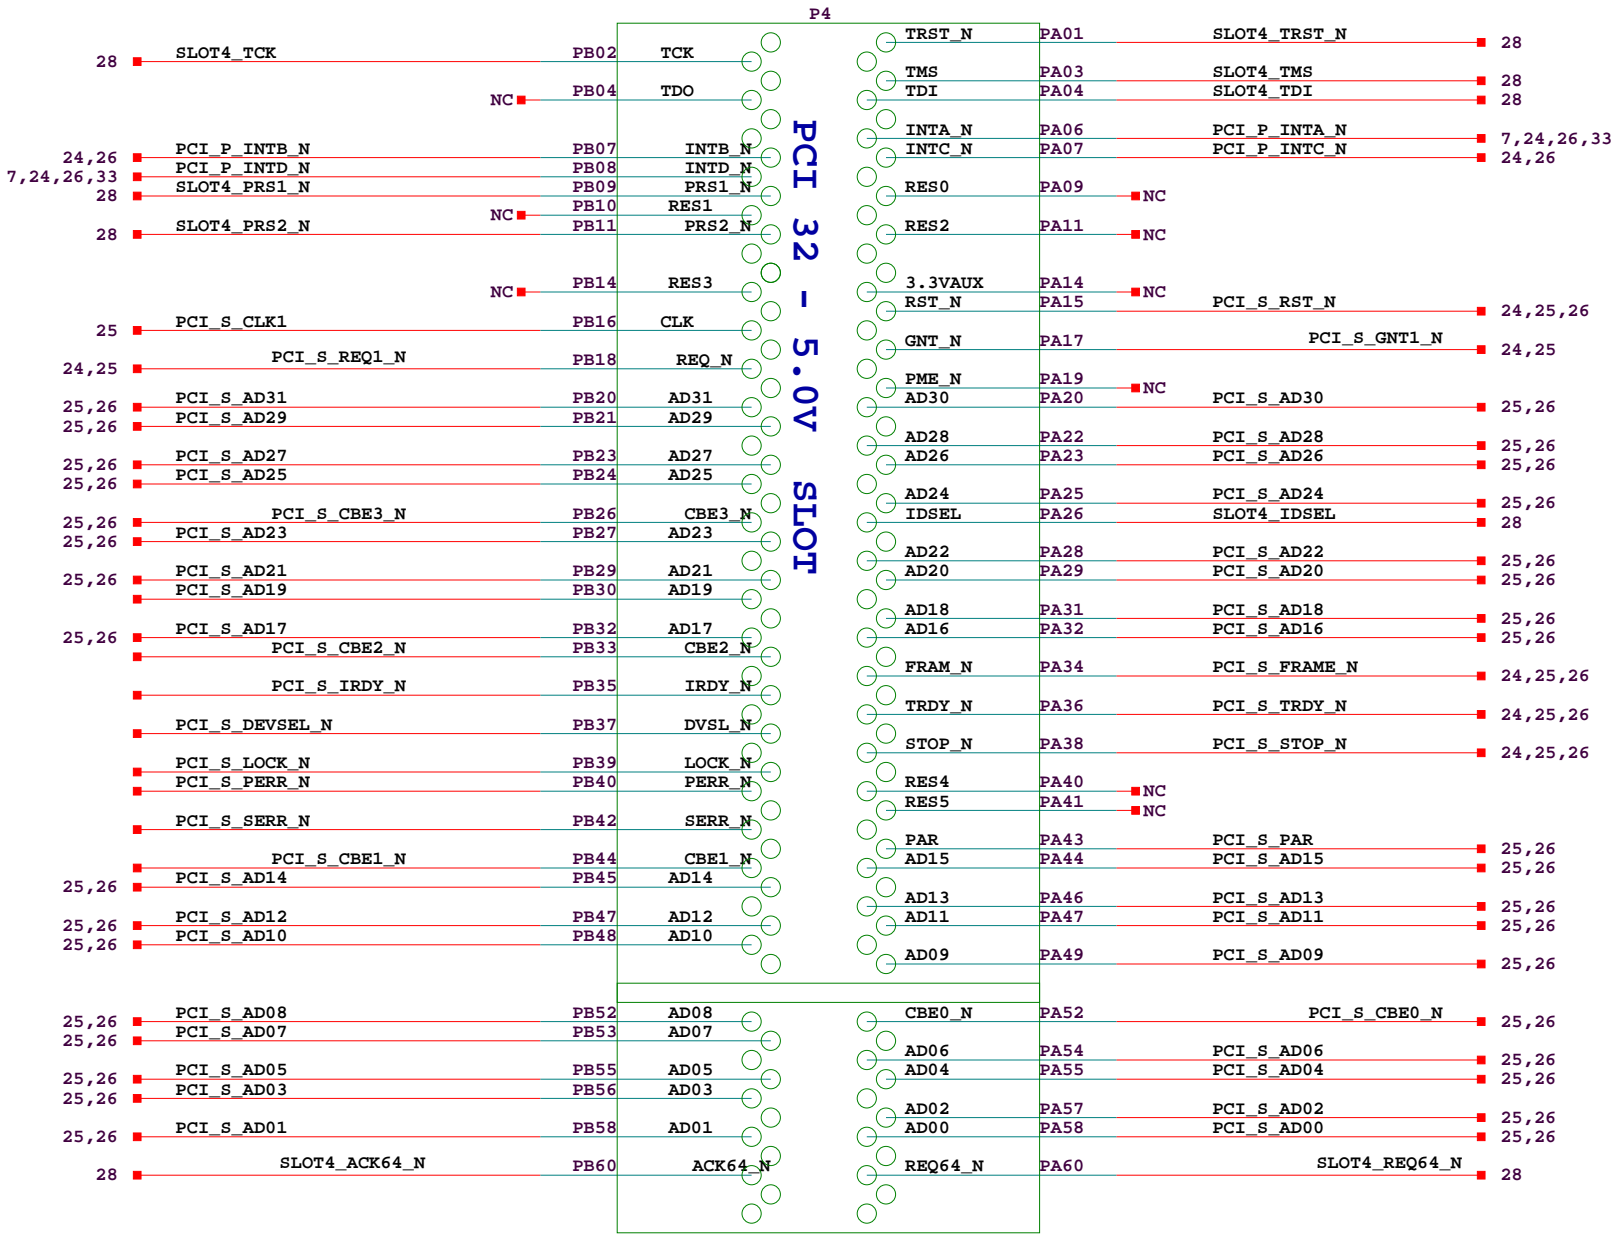 P4
TRST_N PA01 SLOT4_TRST_N 28
28 SLOT4_TCK PB02 TCK
TMS PA03 SLOT4_TMS 28
NC PB04 TDO TDI PA04 SLOT4_TDI 28
INTA_N PA06 PCI_P_INTA_N 7,24,26,33
24,26 PCI_P_INTB_N PB07 INTB_N INTC_N PA07 PCI_P_INTC_N 24,26
7,24,26,33 PCI_P_INTD_N PB08 INTD_N
28 SLOT4_PRS1_N PB09 PRS1_N RES0 PA09 NC
NC PB10 RES1
28 SLOT4_PRS2_N PB11 PRS2_N RES2 PA11 NC
NC PB14 RES3 3.3VAUX PA14 NC
RST_N PA15 PCI_S_RST_N 24,25,26
25 PCI_S_CLK1 PB16 CLK
GNT_N PA17 PCI_S_GNT1_N 24,25
24,25 PCI_S_REQ1_N PB18 REQ_N
PME_N PA19 NC
25,26 PCI_S_AD31 PB20 AD31 AD30 PA20 PCI_S_AD30 25,26
25,26 PCI_S_AD29 PB21 AD29
AD28 PA22 PCI_S_AD28 25,26
25,26 PCI_S_AD27 PB23 AD27 AD26 PA23 PCI_S_AD26 25,26
25,26 PCI_S_AD25 PB24 AD25
AD24 PA25 PCI_S_AD24 25,26
25,26 PCI_S_CBE3_N PB26 CBE3_N IDSEL PA26 SLOT4_IDSEL 28
25,26 PCI_S_AD23 PB27 AD23
AD22 PA28 PCI_S_AD22 25,26
25,26 PCI_S_AD21 PB29 AD21 AD20 PA29 PCI_S_AD20 25,26
PCI_S_AD19 PB30 AD19
AD18 PA31 PCI_S_AD18 25,26
25,26 PCI_S_AD17 PB32 AD17 AD16 PA32 PCI_S_AD16 25,26
PCI_S_CBE2_N PB33 CBE2_N
FRAM_N PA34 PCI_S_FRAME_N 24,25,26
PCI_S_IRDY_N PB35 IRDY_N
TRDY_N PA36 PCI_S_TRDY_N 24,25,26
PCI_S_DEVSEL_N PB37 DVSL_N
STOP_N PA38 PCI_S_STOP_N 24,25,26
PCI_S_LOCK_N PB39 LOCK_N
PCI_S_PERR_N PB40 PERR_N RES4 PA40 NC
RES5 PA41 NC
PCI_S_SERR_N PB42 SERR_N
PAR PA43 PCI_S_PAR 25,26
PCI_S_CBE1_N PB44 CBE1_N AD15 PA44 PCI_S_AD15 25,26
25,26 PCI_S_AD14 PB45 AD14
AD13 PA46 PCI_S_AD13 25,26
25,26 PCI_S_AD12 PB47 AD12 AD11 PA47 PCI_S_AD11 25,26
25,26 PCI_S_AD10 PB48 AD10
AD09 PA49 PCI_S_AD09 25,26
25,26 PCI_S_AD08 PB52 AD08 CBE0_N PA52 PCI_S_CBE0_N 25,26
25,26 PCI_S_AD07 PB53 AD07
AD06 PA54 PCI_S_AD06 25,26
25,26 PCI_S_AD05 PB55 AD05 AD04 PA55 PCI_S_AD04 25,26
25,26 PCI_S_AD03 PB56 AD03
AD02 PA57 PCI_S_AD02 25,26
25,26 PCI_S_AD01 PB58 AD01 AD00 PA58 PCI_S_AD00 25,26
28 SLOT4_ACK64_N PB60 ACK64_N REQ64_N PA60 SLOT4_REQ64_N 28
PCI 32 - 5.0V SLOT